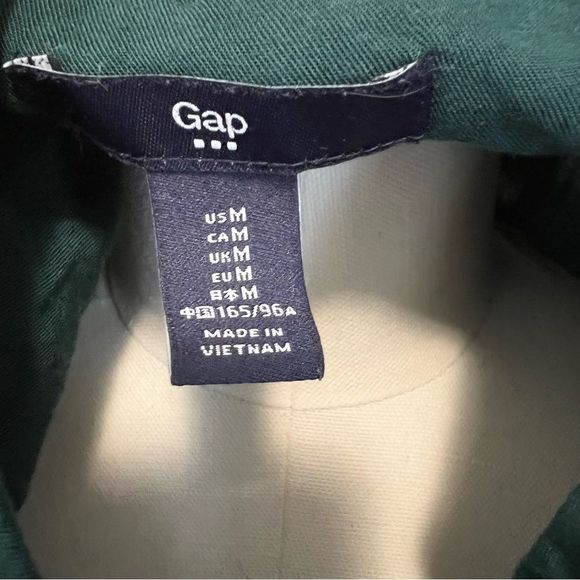 Gap
US M
CA M
UK M
EU M
日本 M
中国 165/96A
MADE IN
VIETNAM